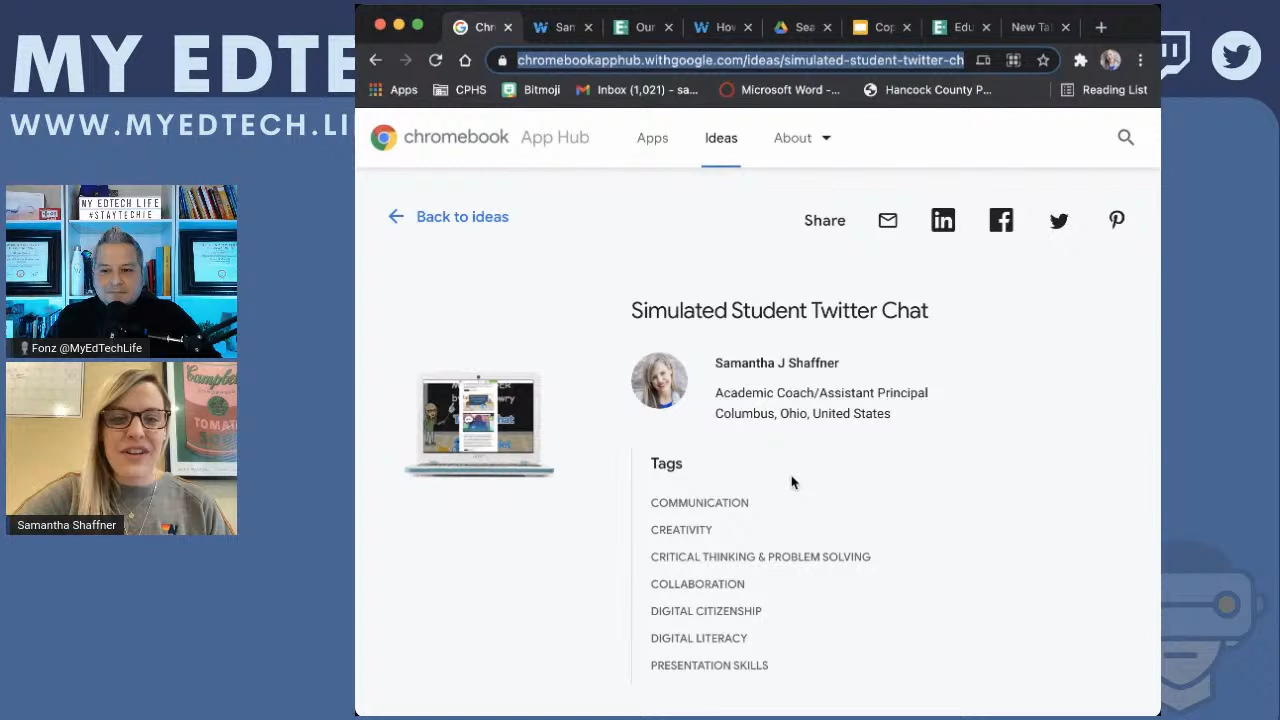 MY EDTE
WWW.MYEDTECH.LI
MY EDTECH LIFE
#STAYTECHIE
Fonz @MyEdTechLife
Campbell
TOMATO
Samantha Shaffner
Chr
San
Our
How
Sea
Cop
Edu
New Ta
chromebookapphub.withgoogle.com/ideas/simulated-student-twitter-ch
Apps
CPHS
Bitmoji
Inbox (1,021) - sa...
Microsoft Word -...
Hancock County P...
Reading List
chromebook App Hub
Apps
Ideas
About
Back to ideas
Share
Simulated Student Twitter Chat
Samantha J Shaffner
Academic Coach/Assistant Principal
Columbus, Ohio, United States
Tags
COMMUNICATION
CREATIVITY
CRITICAL THINKING & PROBLEM SOLVING
COLLABORATION
DIGITAL CITIZENSHIP
DIGITAL LITERACY
PRESENTATION SKILLS